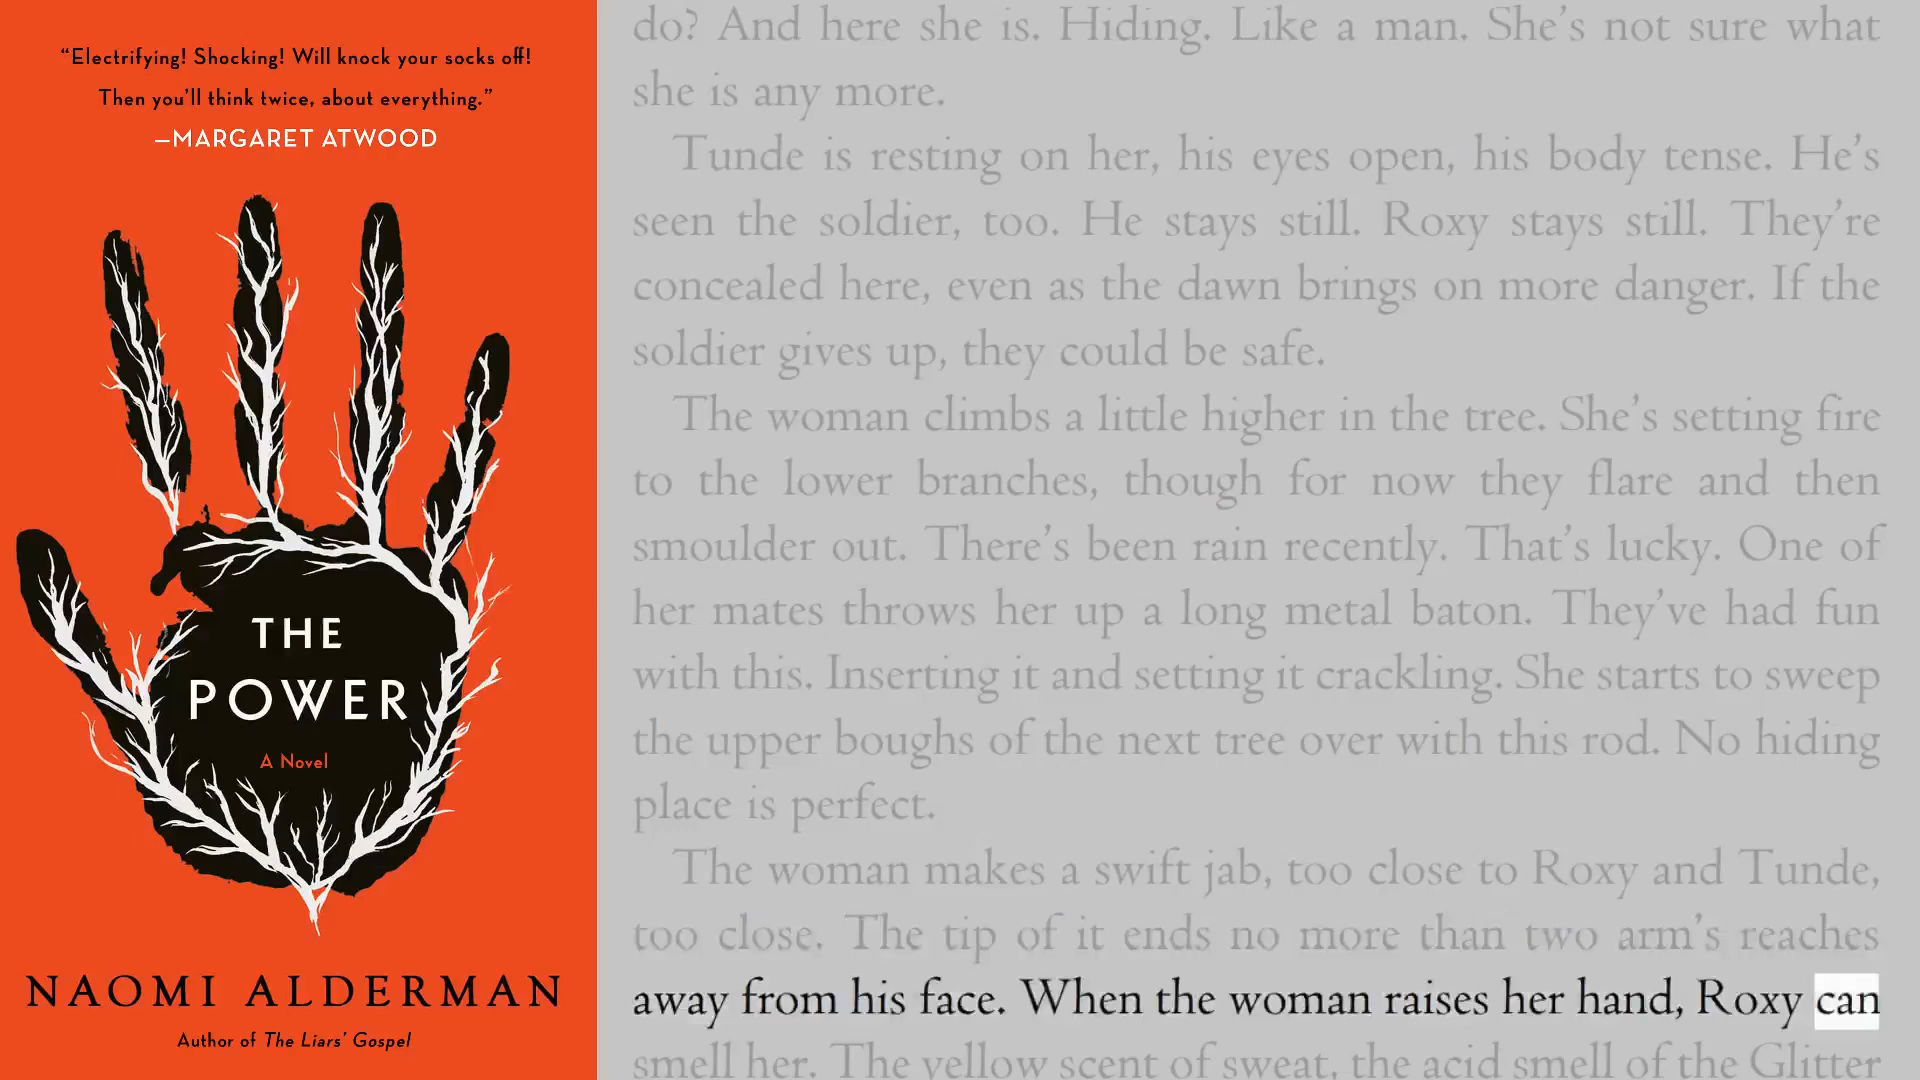 “Electrifying! Shocking! Will knock your socks off!
Then you’ll think twice, about everything.”
—MARGARET ATWOOD
THE
POWER
A Novel
NAOMI ALDERMAN
Author of The Liars’ Gospel
do? And here she is. Hiding. Like a man. She’s not sure what
she is any more.
Tunde is resting on her, his eyes open, his body tense. He’s
seen the soldier, too. He stays still. Roxy stays still. They’re
concealed here, even as the dawn brings on more danger. If the
soldier gives up, they could be safe.
The woman climbs a little higher in the tree. She’s setting fire
to the lower branches, though for now they flare and then
smoulder out. There’s been rain recently. That’s lucky. One of
her mates throws her up a long metal baton. They’ve had fun
with this. Inserting it and setting it crackling. She starts to sweep
the upper boughs of the next tree over with this rod. No hiding
place is perfect.
The woman makes a swift jab, too close to Roxy and Tunde,
too close. The tip of it ends no more than two arm’s reaches
away from his face. When the woman raises her hand, Roxy can
smell her. The yellow scent of sweat, the acid smell of the Glitter